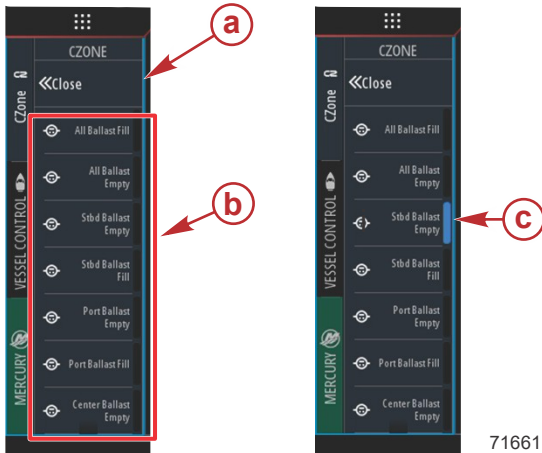 CZONE
CZone
«Close
All Ballast Fill
All Ballast
Empty
Stbd Ballast
Empty
Stbd Ballast
Fill
Port Ballast
Empty
Port Ballast Fill
Center Ballast
Empty
VESSEL CONTROL
MERCURY
a
b
CZONE
CZone
«Close
All Ballast Fill
All Ballast
Empty
Stbd Ballast
Empty
Stbd Ballast
Fill
Port Ballast
Empty
Port Ballast Fill
Center Ballast
Empty
VESSEL CONTROL
MERCURY
c
71661